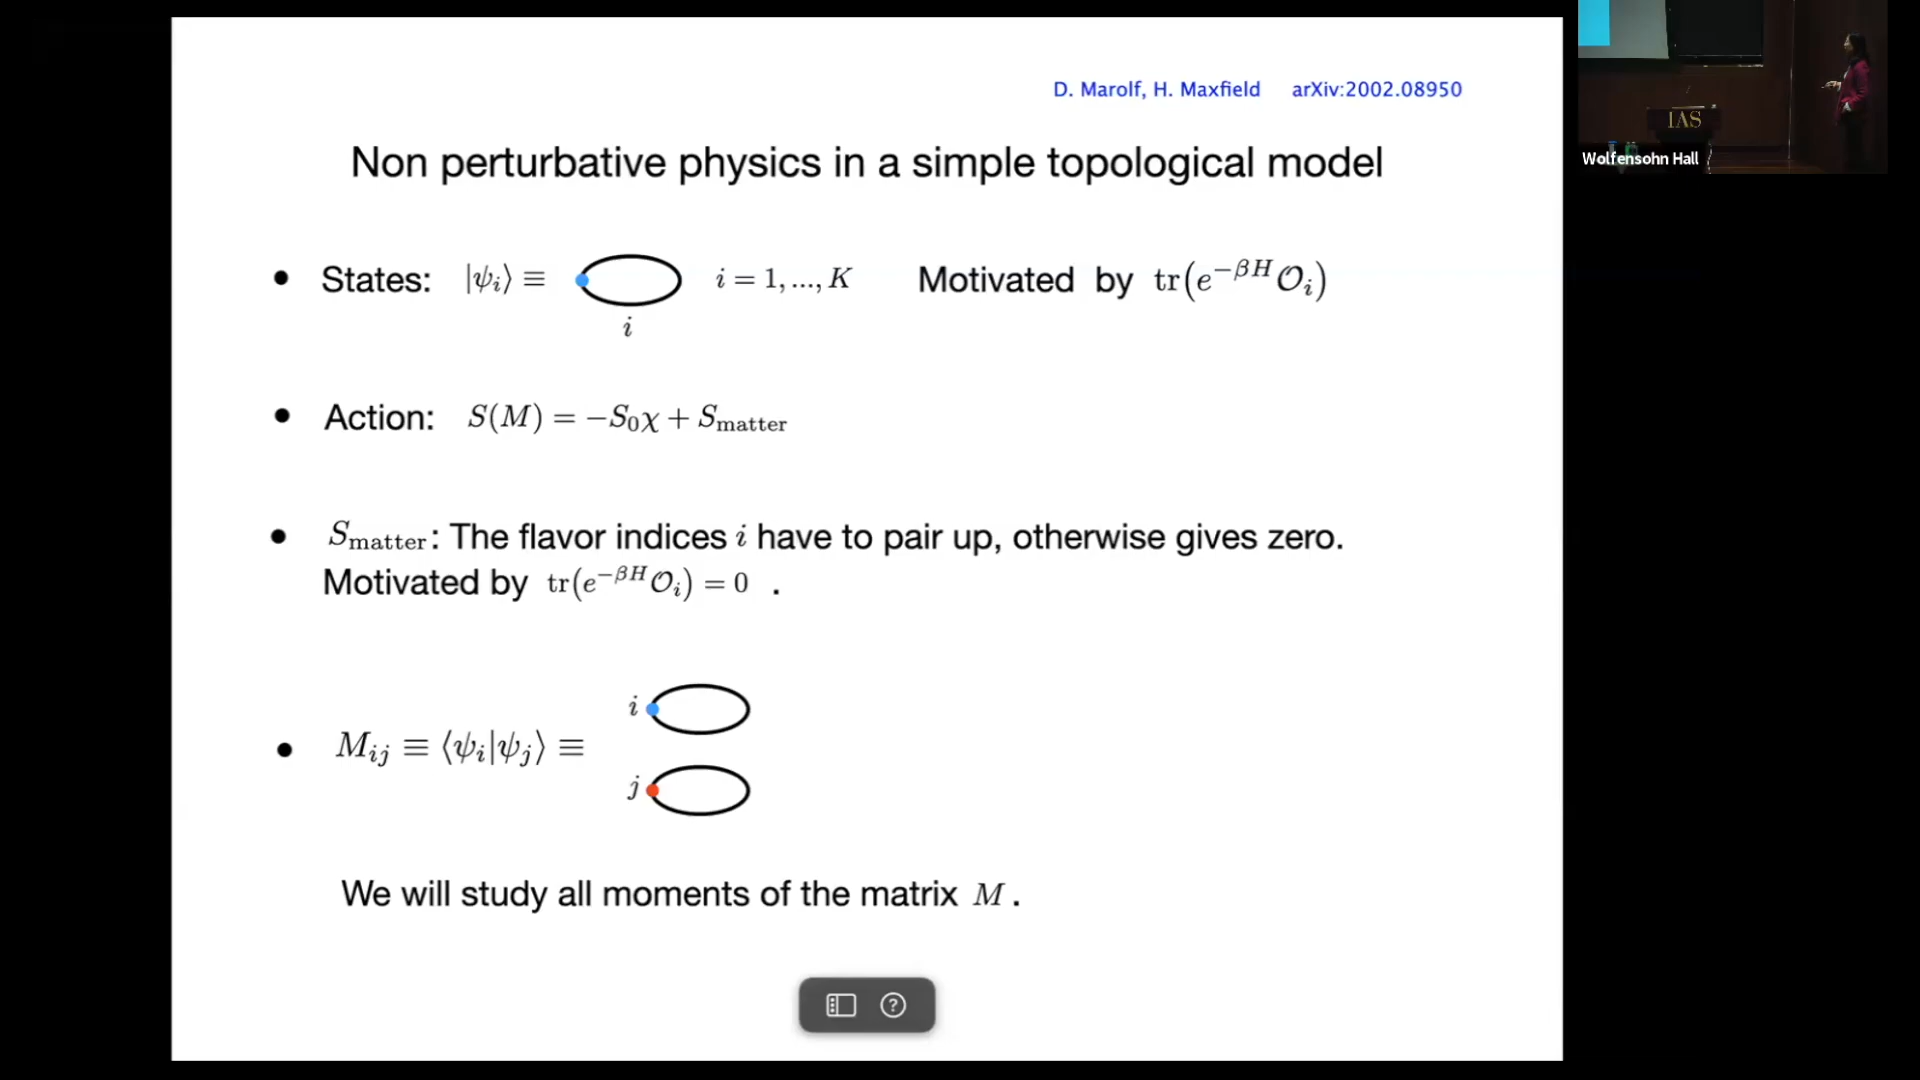 D. Marolf, H. Maxfield arXiv:2002.08950
Non perturbative physics in a simple topological model
• States: |ψ_i⟩ ≡ i = 1, ..., K Motivated by tr(e^{−βH} 𝒪_i)
i
• Action: S(M) = −S_0χ + S_matter
• S_matter: The flavor indices i have to pair up, otherwise gives zero.
Motivated by tr(e^{−βH} 𝒪_i) = 0 .
i
• M_ij ≡ ⟨ψ_i|ψ_j⟩ ≡
j
We will study all moments of the matrix M .
IAS
Wolfensohn Hall